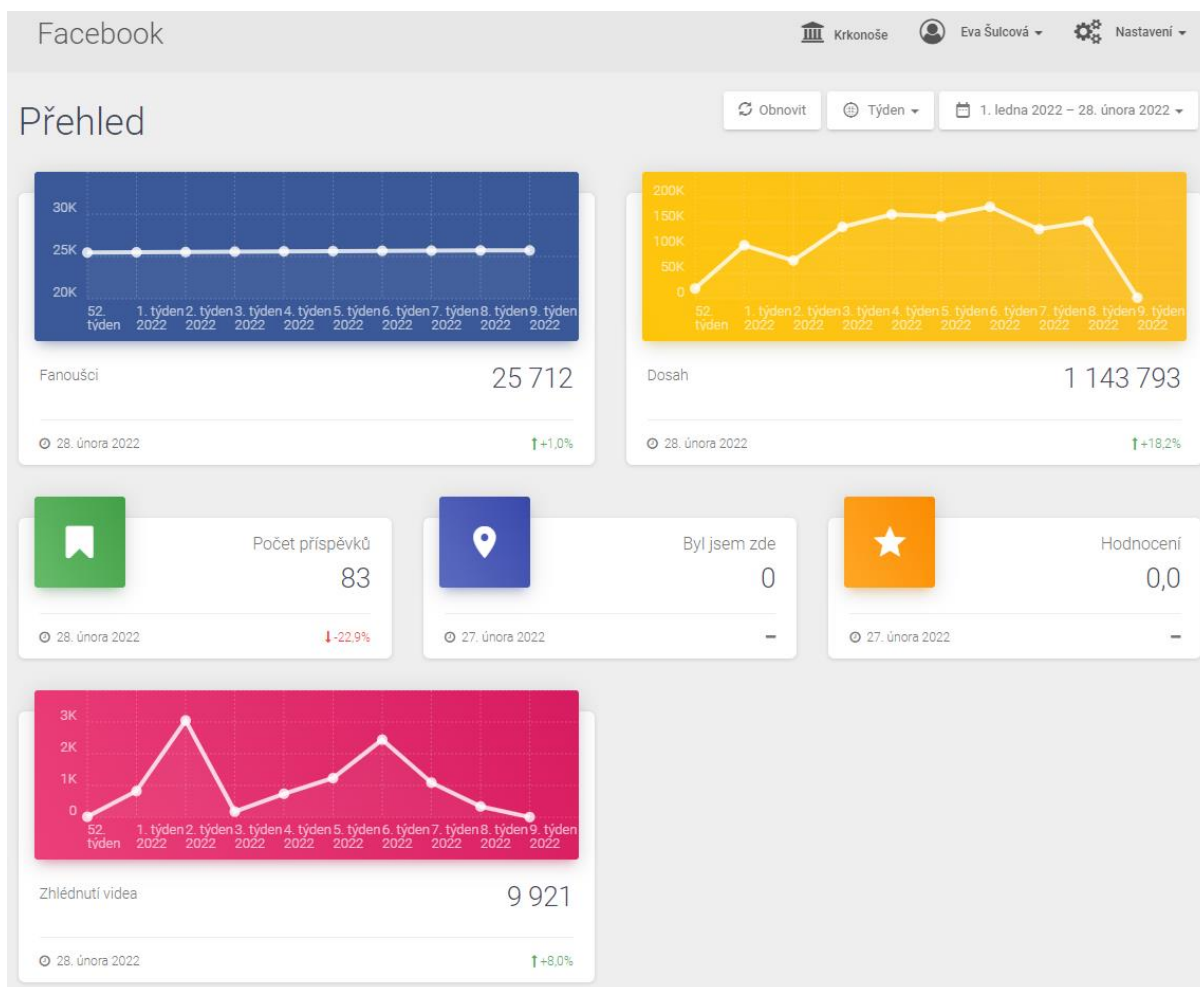 Facebook
Krkonoše
Eva Šulcová
Nastavení
Přehled
Obnovit
Týden
1. ledna 2022 – 28. února 2022
30K
25K
20K
52. týden
1. týden 2022
2. týden 2022
3. týden 2022
4. týden 2022
5. týden 2022
6. týden 2022
7. týden 2022
8. týden 2022
9. týden 2022
Fanoušci
25 712
28. února 2022
+1,0%
200K
150K
100K
50K
0
52. týden
1. týden 2022
2. týden 2022
3. týden 2022
4. týden 2022
5. týden 2022
6. týden 2022
7. týden 2022
8. týden 2022
9. týden 2022
Dosah
1 143 793
28. února 2022
+18,2%
Počet příspěvků
83
28. února 2022
-22,9%
Byl jsem zde
0
27. února 2022
–
Hodnocení
0,0
27. února 2022
–
3K
2K
1K
0
52. týden
1. týden 2022
2. týden 2022
3. týden 2022
4. týden 2022
5. týden 2022
6. týden 2022
7. týden 2022
8. týden 2022
9. týden 2022
Zhlédnutí videa
9 921
28. února 2022
+8,0%